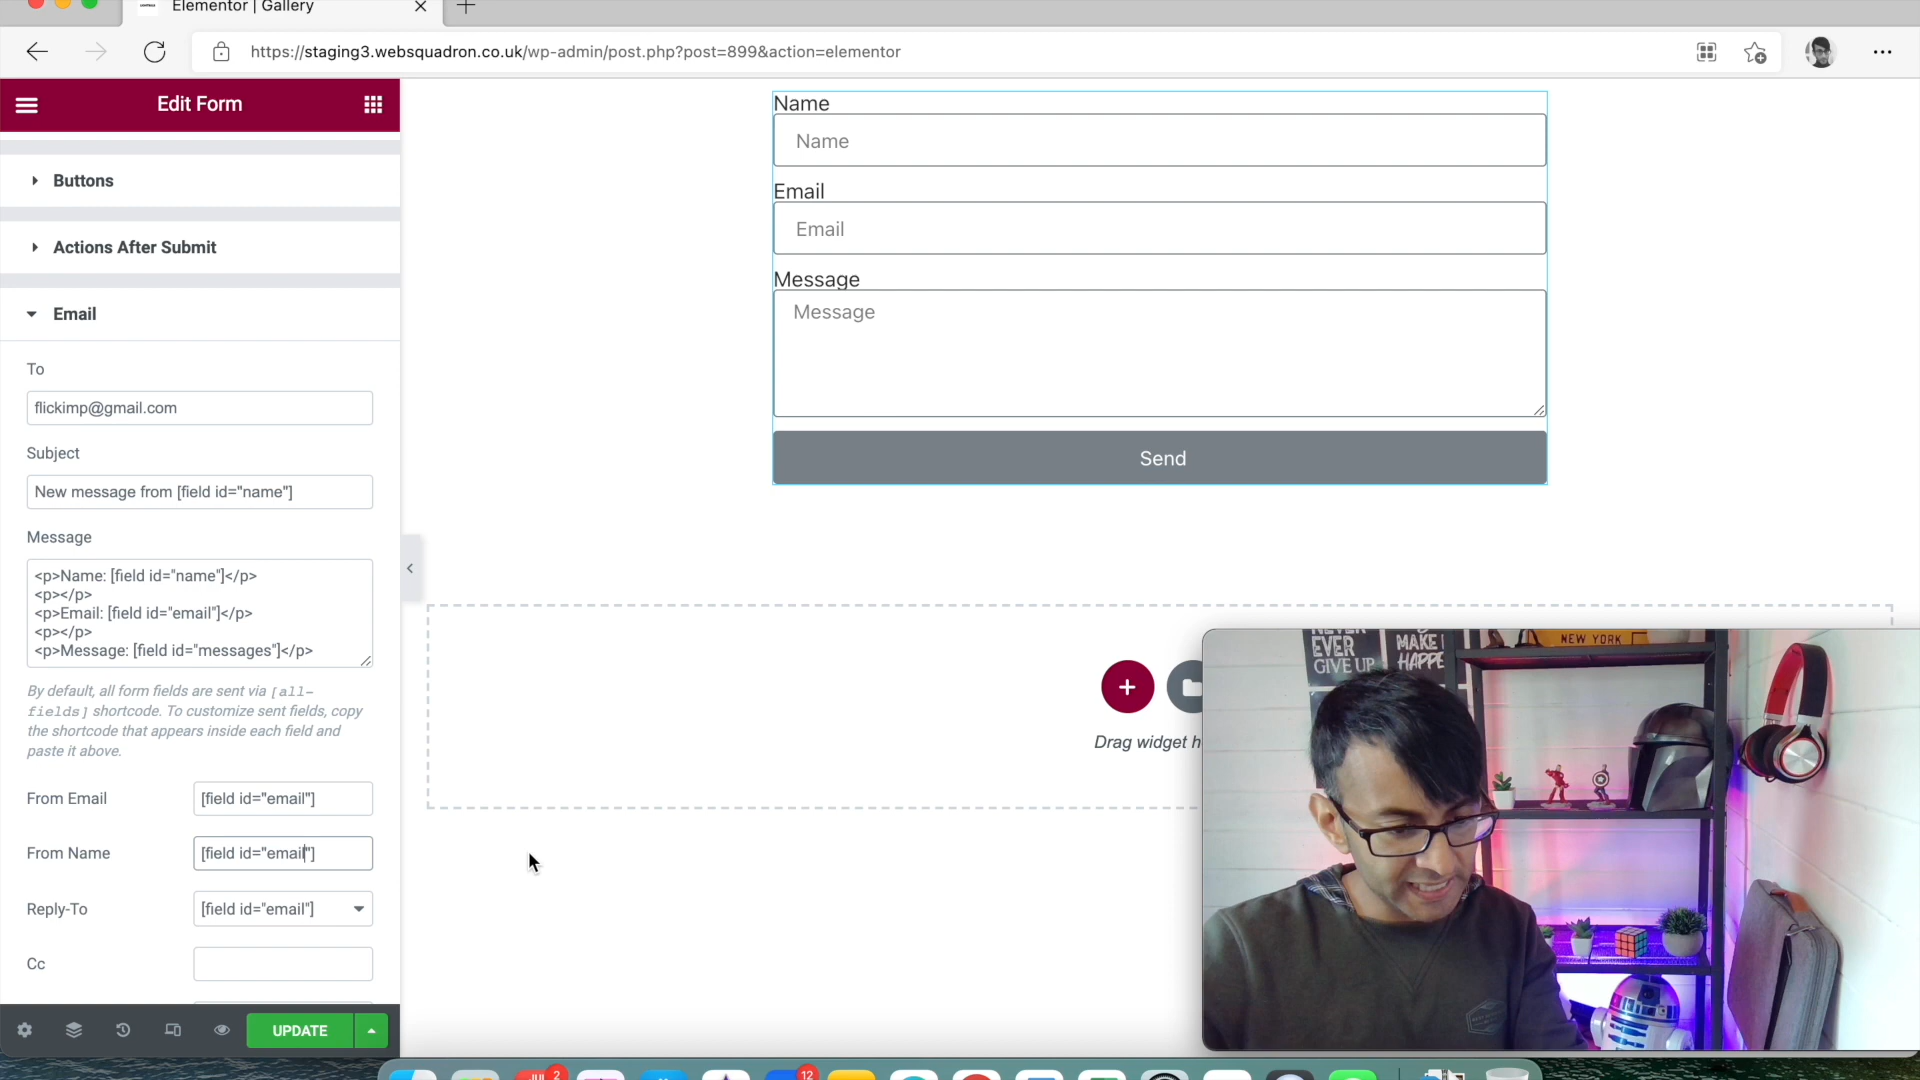 Elementor | Gallery
https://staging3.websquadron.co.uk/wp-admin/post.php?post=899&action=elementor
Edit Form
Buttons
Actions After Submit
Email
To
flickimp@gmail.com
Subject
New message from [field id="name"]
Message
<p>Name: [field id="name"]</p>
<p></p>
<p>Email: [field id="email"]</p>
<p></p>
<p>Message: [field id="messages"]</p>
By default, all form fields are sent via [all-
fields] shortcode. To customize sent fields, copy
the shortcode that appears inside each field and
paste it above.
From Email
[field id="email"]
From Name
[field id="email"]
Reply-To
[field id="email"]
Cc
UPDATE
Name
Name
Email
Email
Message
Message
Send
Drag widget h
NEVER
EVER
GIVE UP
MAKE
HAPPE
NEW YORK
2
12